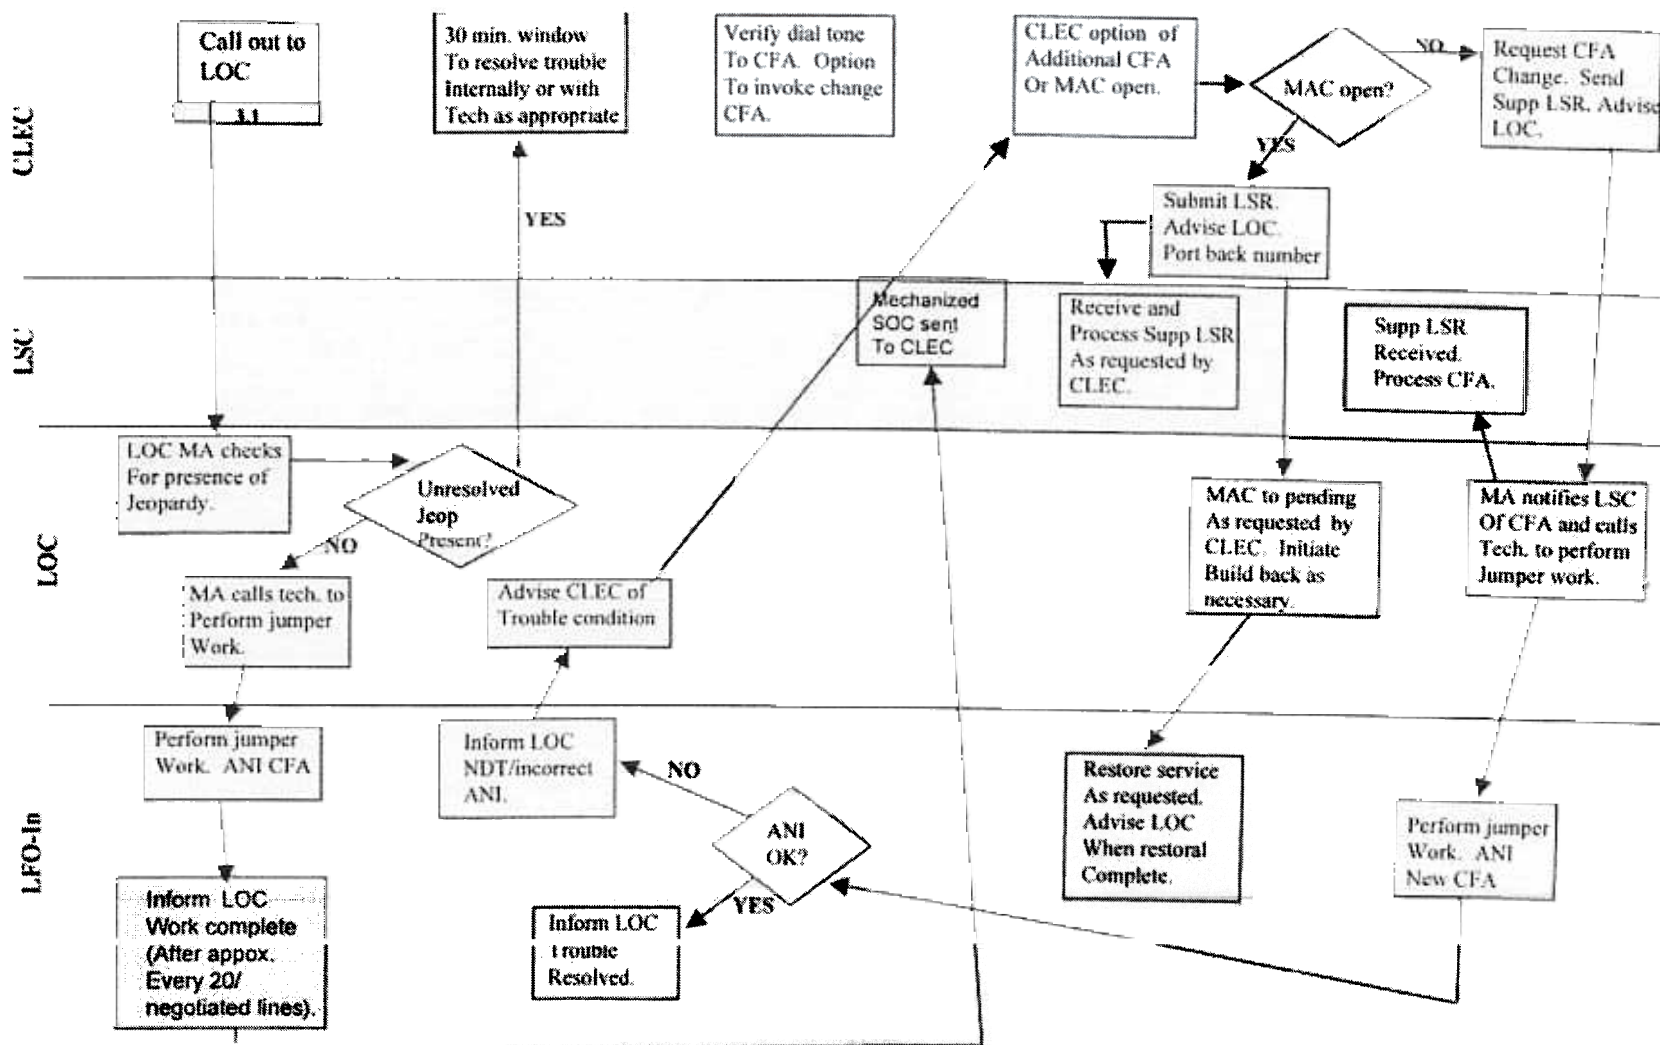 CLEC
Call out to
LOC
3.1
30 min. window
To resolve trouble
internally or with
Tech as appropriate
Verify dial tone
To CFA. Option
To invoke change
CFA.
CLEC option of
Additional CFA
Or MAC open.
MAC open?
NO
Request CFA
Change. Send
Supp LSR. Advise
LOC.
YES
YES
Submit LSR.
Advise LOC.
Port back number
LSC
Mechanized
SOC sent
To CLEC
Receive and
Process Supp LSR
As requested by
CLEC.
Supp LSR
Received.
Process CFA.
LOC
LOC MA checks
For presence of
Jeopardy.
Unresolved
Jeop
Present?
NO
MA calls tech. to
Perform jumper
Work.
Advise CLEC of
Trouble condition
MAC to pending
As requested by
CLEC. Initiate
Build back as
necessary.
MA notifies LSC
Of CFA and calls
Tech. to perform
Jumper work.
LFO-In
Perform jumper
Work. ANI CFA
Inform LOC
NDT/incorrect
ANI.
NO
ANI
OK?
YES
Restore service
As requested.
Advise LOC
When restoral
Complete.
Perform jumper
Work. ANI
New CFA
Inform LOC
Work complete
(After appox.
Every 20/
negotiated lines).
Inform LOC
Trouble
Resolved.